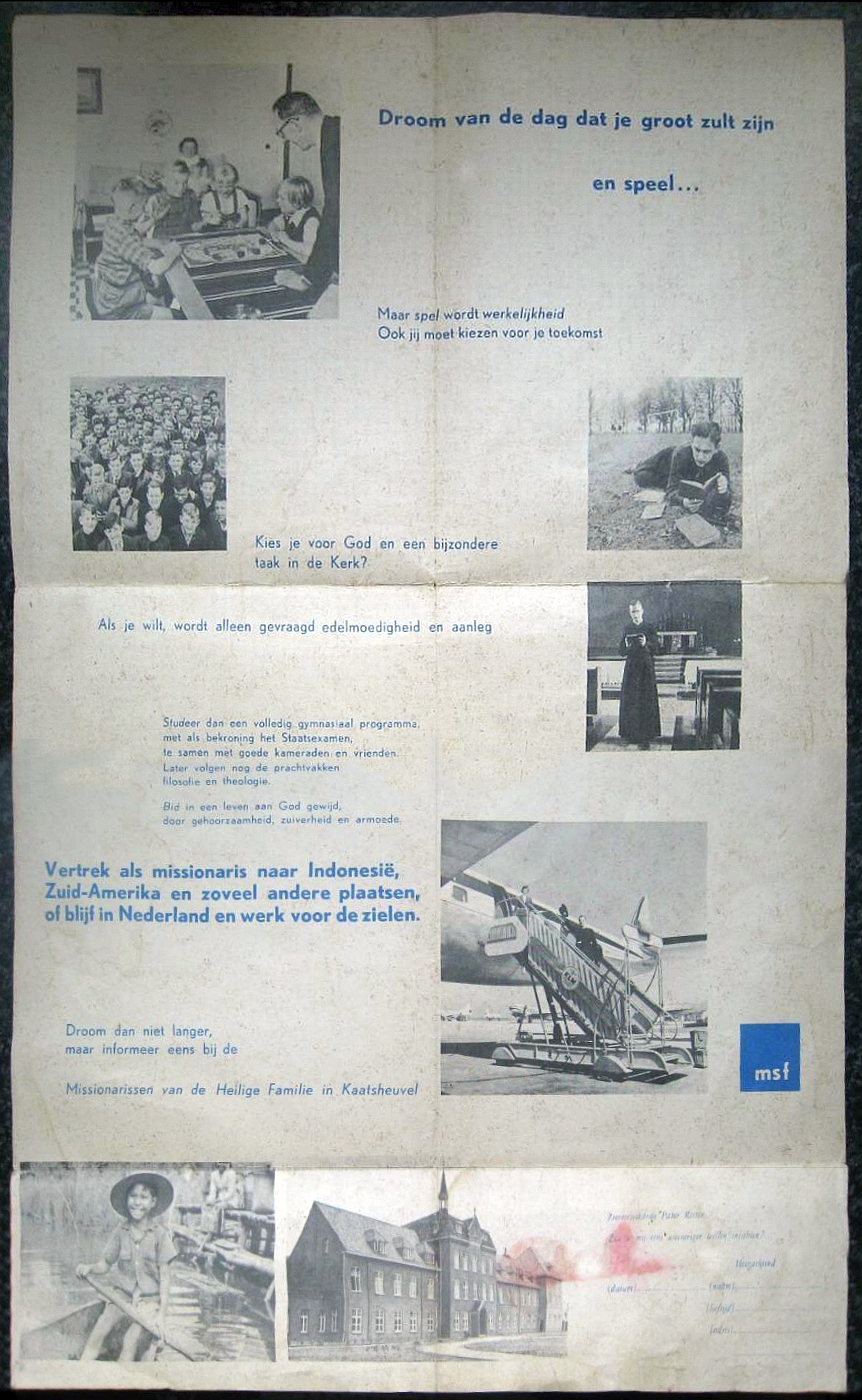 Droom van de dag dat je groot zult zijn
en speel...
Maar spel wordt werkelijkheid
Ook jij moet kiezen voor je toekomst
Kies je voor God en een bijzondere
taak in de Kerk?
Als je wilt, wordt alleen gevraagd edelmoedigheid en aanleg
Studeer dan een volledig gymnasiaal programma,
met als bekroning het Staatsexamen,
te samen met goede kameraden en vrienden.
Later volgen nog de prachtvakken
filosofie en theologie.
Bid in een leven aan God gewijd,
door gehoorzaamheid, zuiverheid en armoede.
Vertrek als missionaris naar Indonesië,
Zuid-Amerika en zoveel andere plaatsen,
of blijf in Nederland en werk voor de zielen.
Droom dan niet langer,
maar informeer eens bij de
Missionarissen van de Heilige Familie in Kaatsheuvel
msf
Pater
Hoogachtend
(datum)
(naam)
(leeftijd)
(adres)